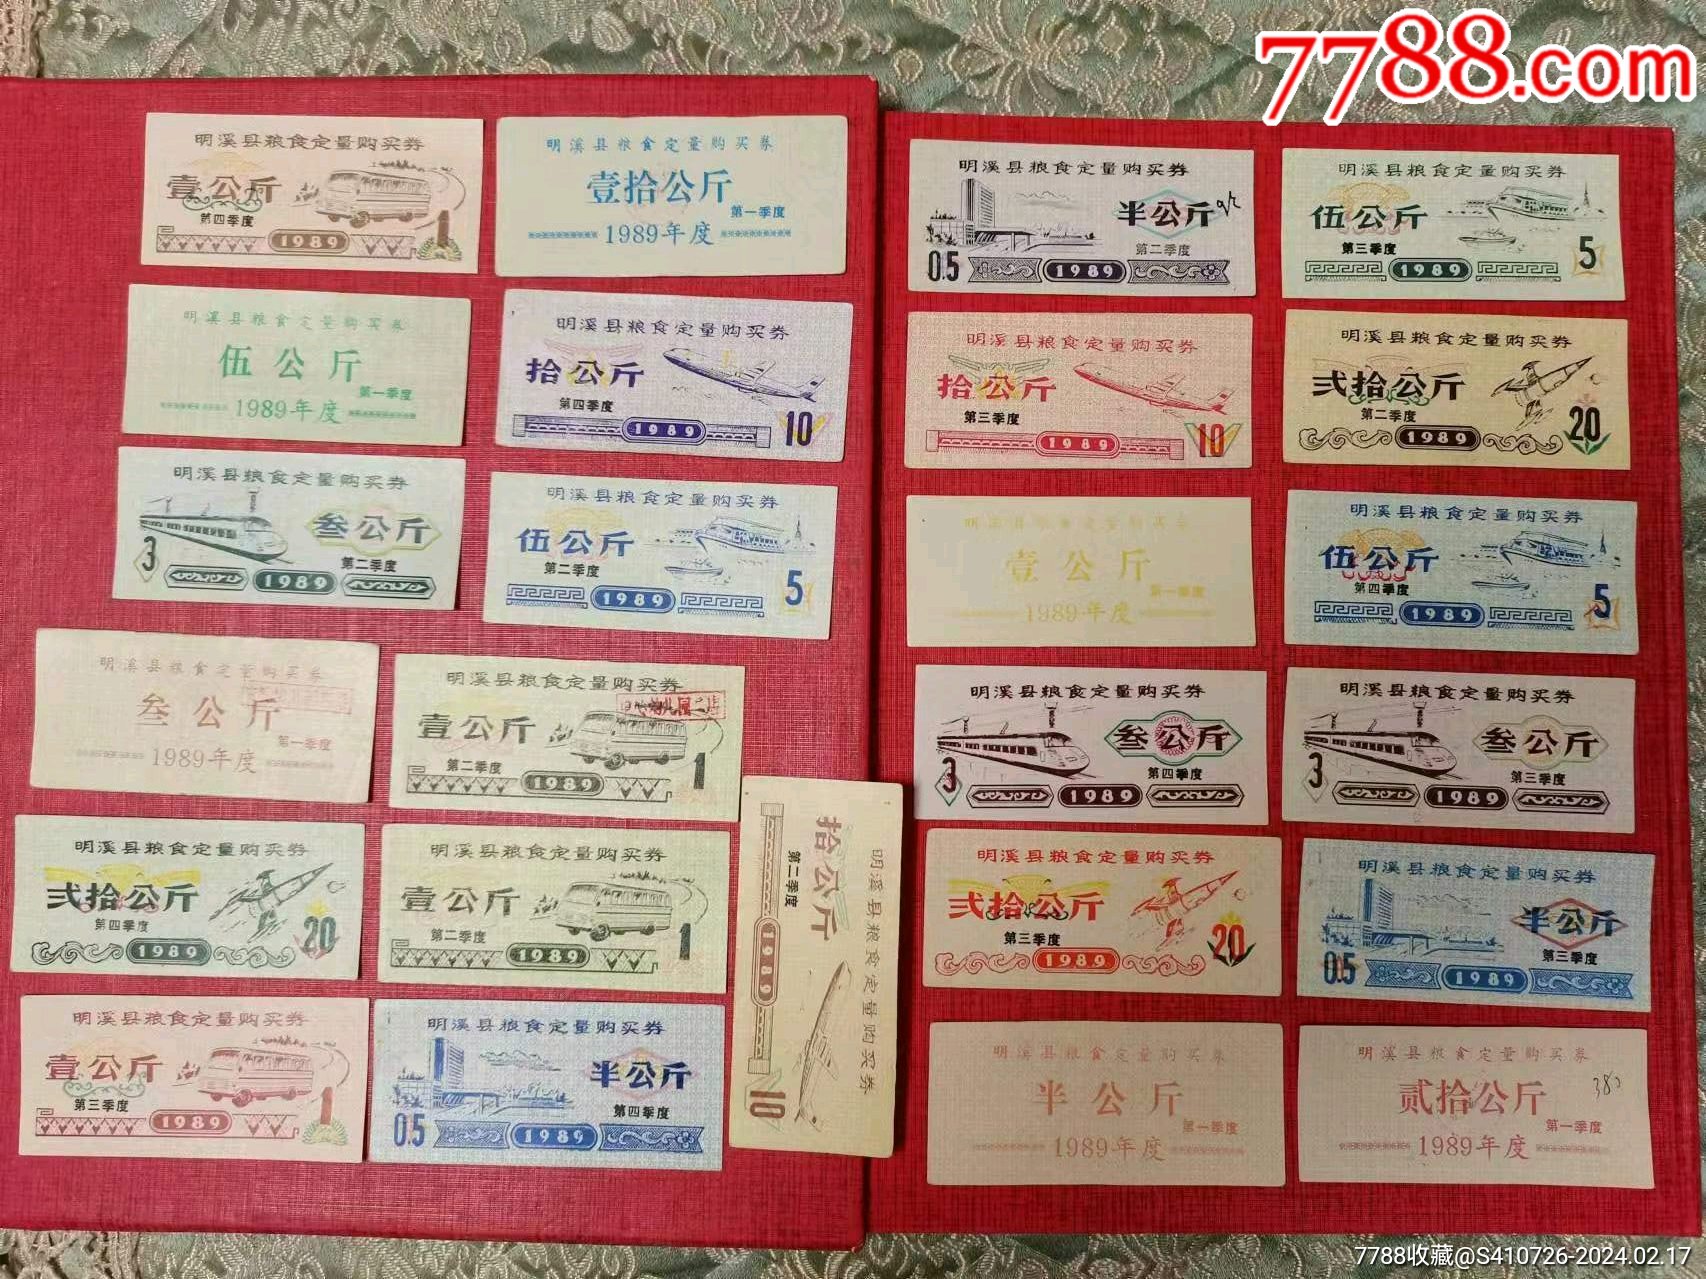 7788.com
明溪县粮食定量购买券
壹公斤
第四季度
1989
1
明溪县粮食定量购买券
壹拾公斤
第一季度
1989年度
明溪县粮食定量购买券
伍公斤
第一季度
1989年度
明溪县粮食定量购买券
拾公斤
第四季度
1989
10
明溪县粮食定量购买券
叁公斤
3
第二季度
1989
明溪县粮食定量购买券
伍公斤
第二季度
1989
5
明溪县粮食定量购买券
叁公斤
第一季度
1989年度
明溪县粮食定量购买券
壹公斤
第二季度
1989
1
明溪县粮食定量购买券
贰拾公斤
第四季度
1989
20
明溪县粮食定量购买券
壹公斤
第二季度
1989
1
明溪县粮食定量购买券
壹公斤
第三季度
1989
1
明溪县粮食定量购买券
半公斤
第四季度
0.5
1989
明溪县粮食定量购买券
拾公斤
第二季度
1989
10
明溪县粮食定量购买券
半公斤
第二季度
0.5
1989
明溪县粮食定量购买券
伍公斤
第三季度
1989
5
明溪县粮食定量购买券
拾公斤
第三季度
1989
10
明溪县粮食定量购买券
贰拾公斤
第二季度
1989
20
明溪县粮食定量购买券
壹公斤
第一季度
1989年度
明溪县粮食定量购买券
伍公斤
第四季度
1989
5
明溪县粮食定量购买券
叁公斤
第四季度
3
1989
明溪县粮食定量购买券
叁公斤
第三季度
3
1989
明溪县粮食定量购买券
贰拾公斤
第三季度
1989
20
明溪县粮食定量购买券
半公斤
第三季度
0.5
1989
明溪县粮食定量购买券
半公斤
第一季度
1989年度
明溪县粮食定量购买券
贰拾公斤
第一季度
1989年度
7788收藏@S410726-2024.02.17